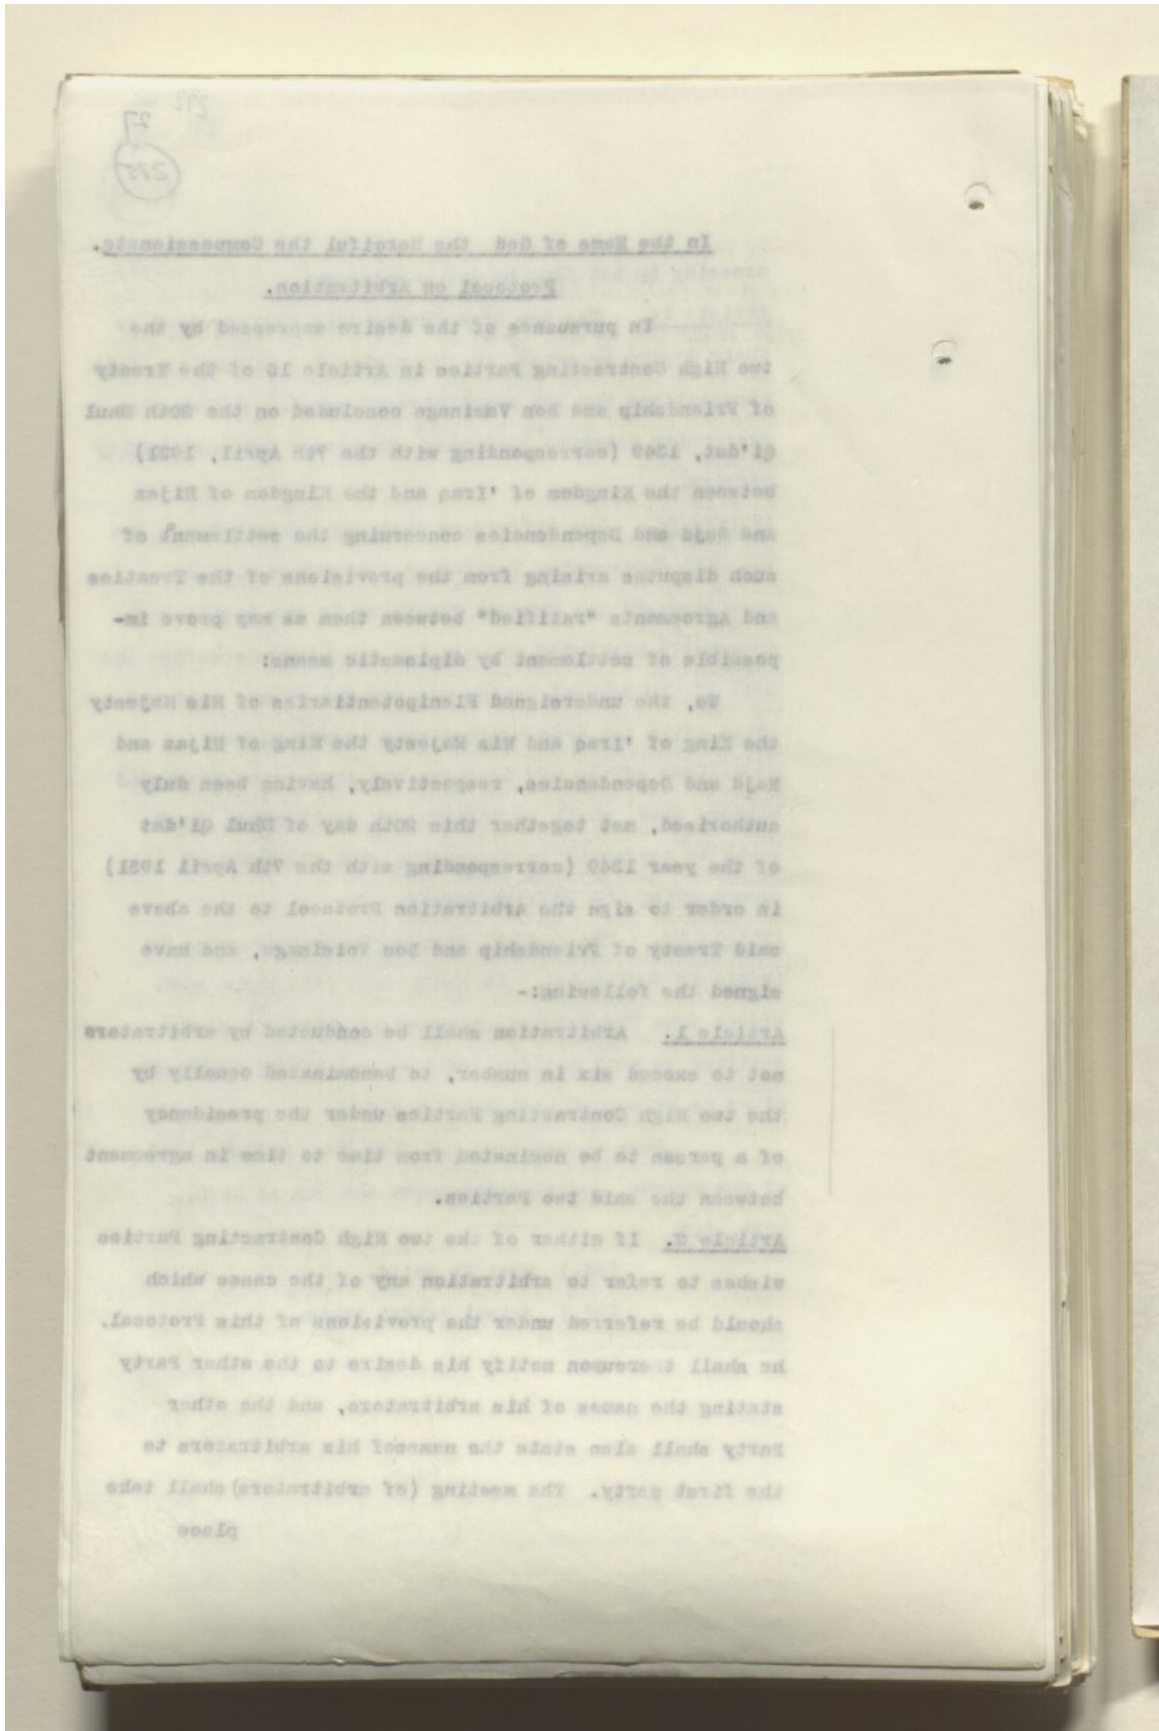 In the Name of God the Merciful the Compassionate.
Protocol on Arbitration.
In pursuance of the desire expressed by the
two High Contracting Parties in Article 16 of the Treaty
of Friendship and Bon Voisinage concluded on the 20th Dhul
Qi'dat, 1349 (corresponding with the 7th April, 1931)
between the Kingdom of 'Iraq and the Kingdom of Hijaz
and Najd and Dependencies concerning the settlement of
such disputes arising from the provisions of the Treaties
and Agreements "ratified" between them as may prove im-
possible of settlement by diplomatic means:
We, the undersigned Plenipotentiaries of His Majesty
the King of 'Iraq and His Majesty the King of Hijaz and
Najd and Dependencies, respectively, having been duly
authorised, met together this 20th day of Dhul Qi'dat
of the year 1349 (corresponding with the 7th April 1931)
in order to sign the Arbitration Protocol to the above
said Treaty of Friendship and Bon Voisinage, and have
signed the following:-
Article 1. Arbitration shall be conducted by arbitrators
not to exceed six in number, to benominated equally by
the two High Contracting Parties under the presidency
of a person to be nominated from time to time in agreement
between the said two Parties.
Article 2. If either of the two High Contracting Parties
wishes to refer to arbitration any of the cases which
should be referred under the provisions of this Protocol,
he shall thereupon notify his desire to the other Party
stating the names of his arbitrators, and the other
Party shall also state the namesof his arbitrators to
the first party. The meeting (of arbitrators) shall take
place